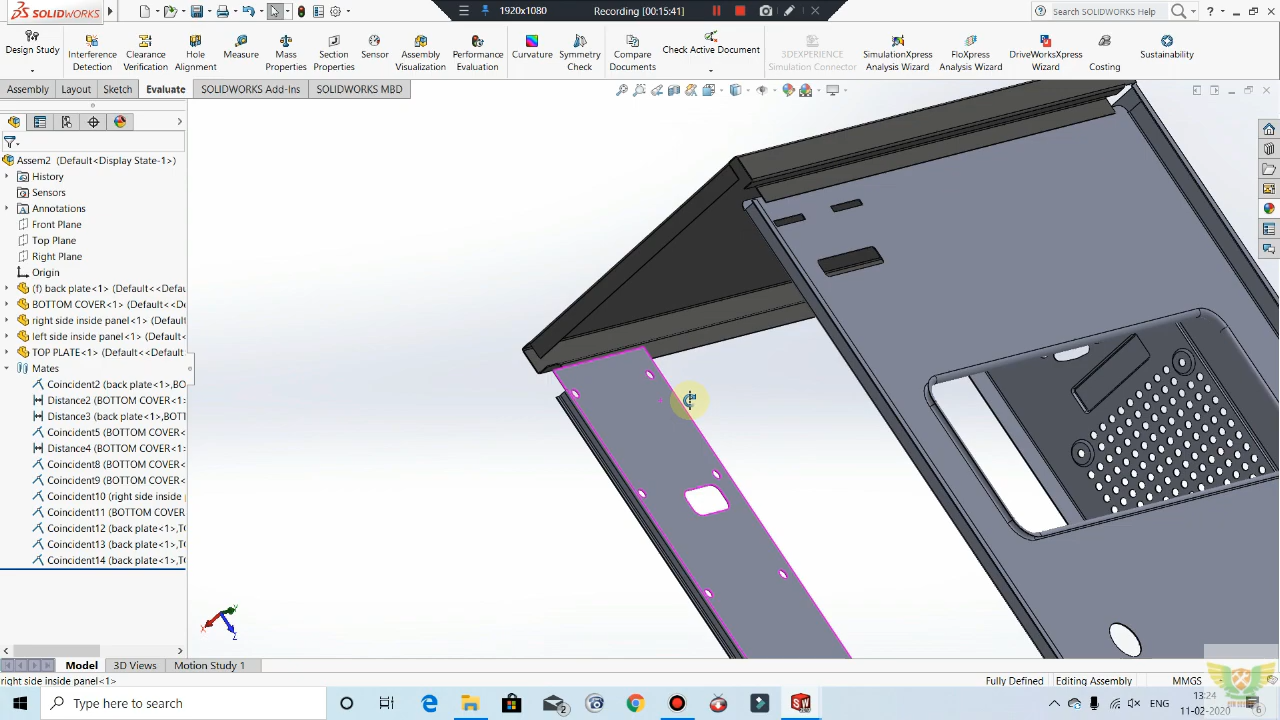 SOLIDWORKS
1920x1080
Recording [00:15:41]
Search SOLIDWORKS Help
Design Study
Interference Detection
Clearance Verification
Hole Alignment
Measure
Mass Properties
Section Properties
Sensor
Assembly Visualization
Performance Evaluation
Curvature
Symmetry Check
Compare Documents
Check Active Document
3DEXPERIENCE Simulation Connector
SimulationXpress Analysis Wizard
FloXpress Analysis Wizard
DriveWorksXpress Wizard
Costing
Sustainability
Assembly
Layout
Sketch
Evaluate
SOLIDWORKS Add-Ins
SOLIDWORKS MBD
Assem2 (Default<Display State-1>)
History
Sensors
Annotations
Front Plane
Top Plane
Right Plane
Origin
(f) back plate<1> (Default<<Defau
BOTTOM COVER<1> (Default<<De
right side inside panel<1> (Default
left side inside panel<1> (Default<
TOP PLATE<1> (Default<<Default
Mates
Coincident2 (back plate<1>,BO
Distance2 (BOTTOM COVER<1
Distance3 (back plate<1>,BOT
Coincident5 (BOTTOM COVER
Distance4 (BOTTOM COVER<1
Coincident8 (BOTTOM COVER
Coincident9 (BOTTOM COVER
Coincident10 (right side inside
Coincident11 (BOTTOM COVER
Coincident12 (back plate<1>,T
Coincident13 (back plate<1>,T
Coincident14 (back plate<1>,T
X
Y
Z
Model
3D Views
Motion Study 1
right side inside panel<1>
Fully Defined
Editing Assembly
MMGS
Type here to search
2
ENG
13:24
11-02-2020
6